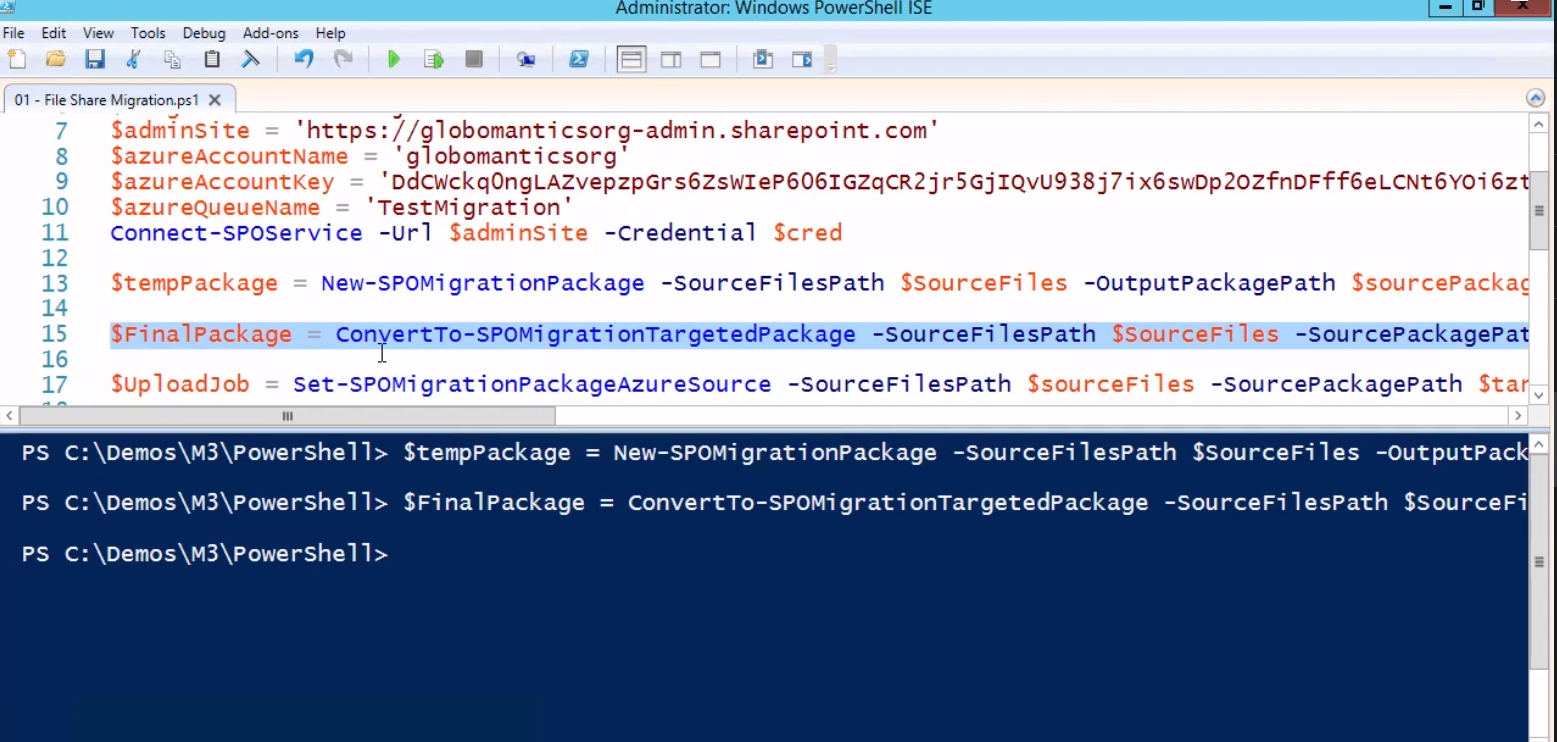 Administrator: Windows PowerShell ISE
File Edit View Tools Debug Add-ons Help
01 - File Share Migration.ps1
7 $adminSite = 'https://globomanticsorg-admin.sharepoint.com'
8 $azureAccountName = 'globomanticsorg'
9 $azureAccountKey = 'DdCWckq0ngLAZvepzpGrs6ZsWIeP6O6IGZqCR2jr5GjIQvU938j7ix6swDp2OZfnDFff6eLCNt6YOi6zt
10 $azureQueueName = 'TestMigration'
11 Connect-SPOService -Url $adminSite -Credential $cred
12
13 $tempPackage = New-SPOMigrationPackage -SourceFilesPath $SourceFiles -OutputPackagePath $sourcePackag
14
15 $FinalPackage = ConvertTo-SPOMigrationTargetedPackage -SourceFilesPath $SourceFiles -SourcePackagePat
16
17 $UploadJob = Set-SPOMigrationPackageAzureSource -SourceFilesPath $sourceFiles -SourcePackagePath $tar
PS C:\Demos\M3\PowerShell> $tempPackage = New-SPOMigrationPackage -SourceFilesPath $SourceFiles -OutputPack
PS C:\Demos\M3\PowerShell> $FinalPackage = ConvertTo-SPOMigrationTargetedPackage -SourceFilesPath $SourceFi
PS C:\Demos\M3\PowerShell>